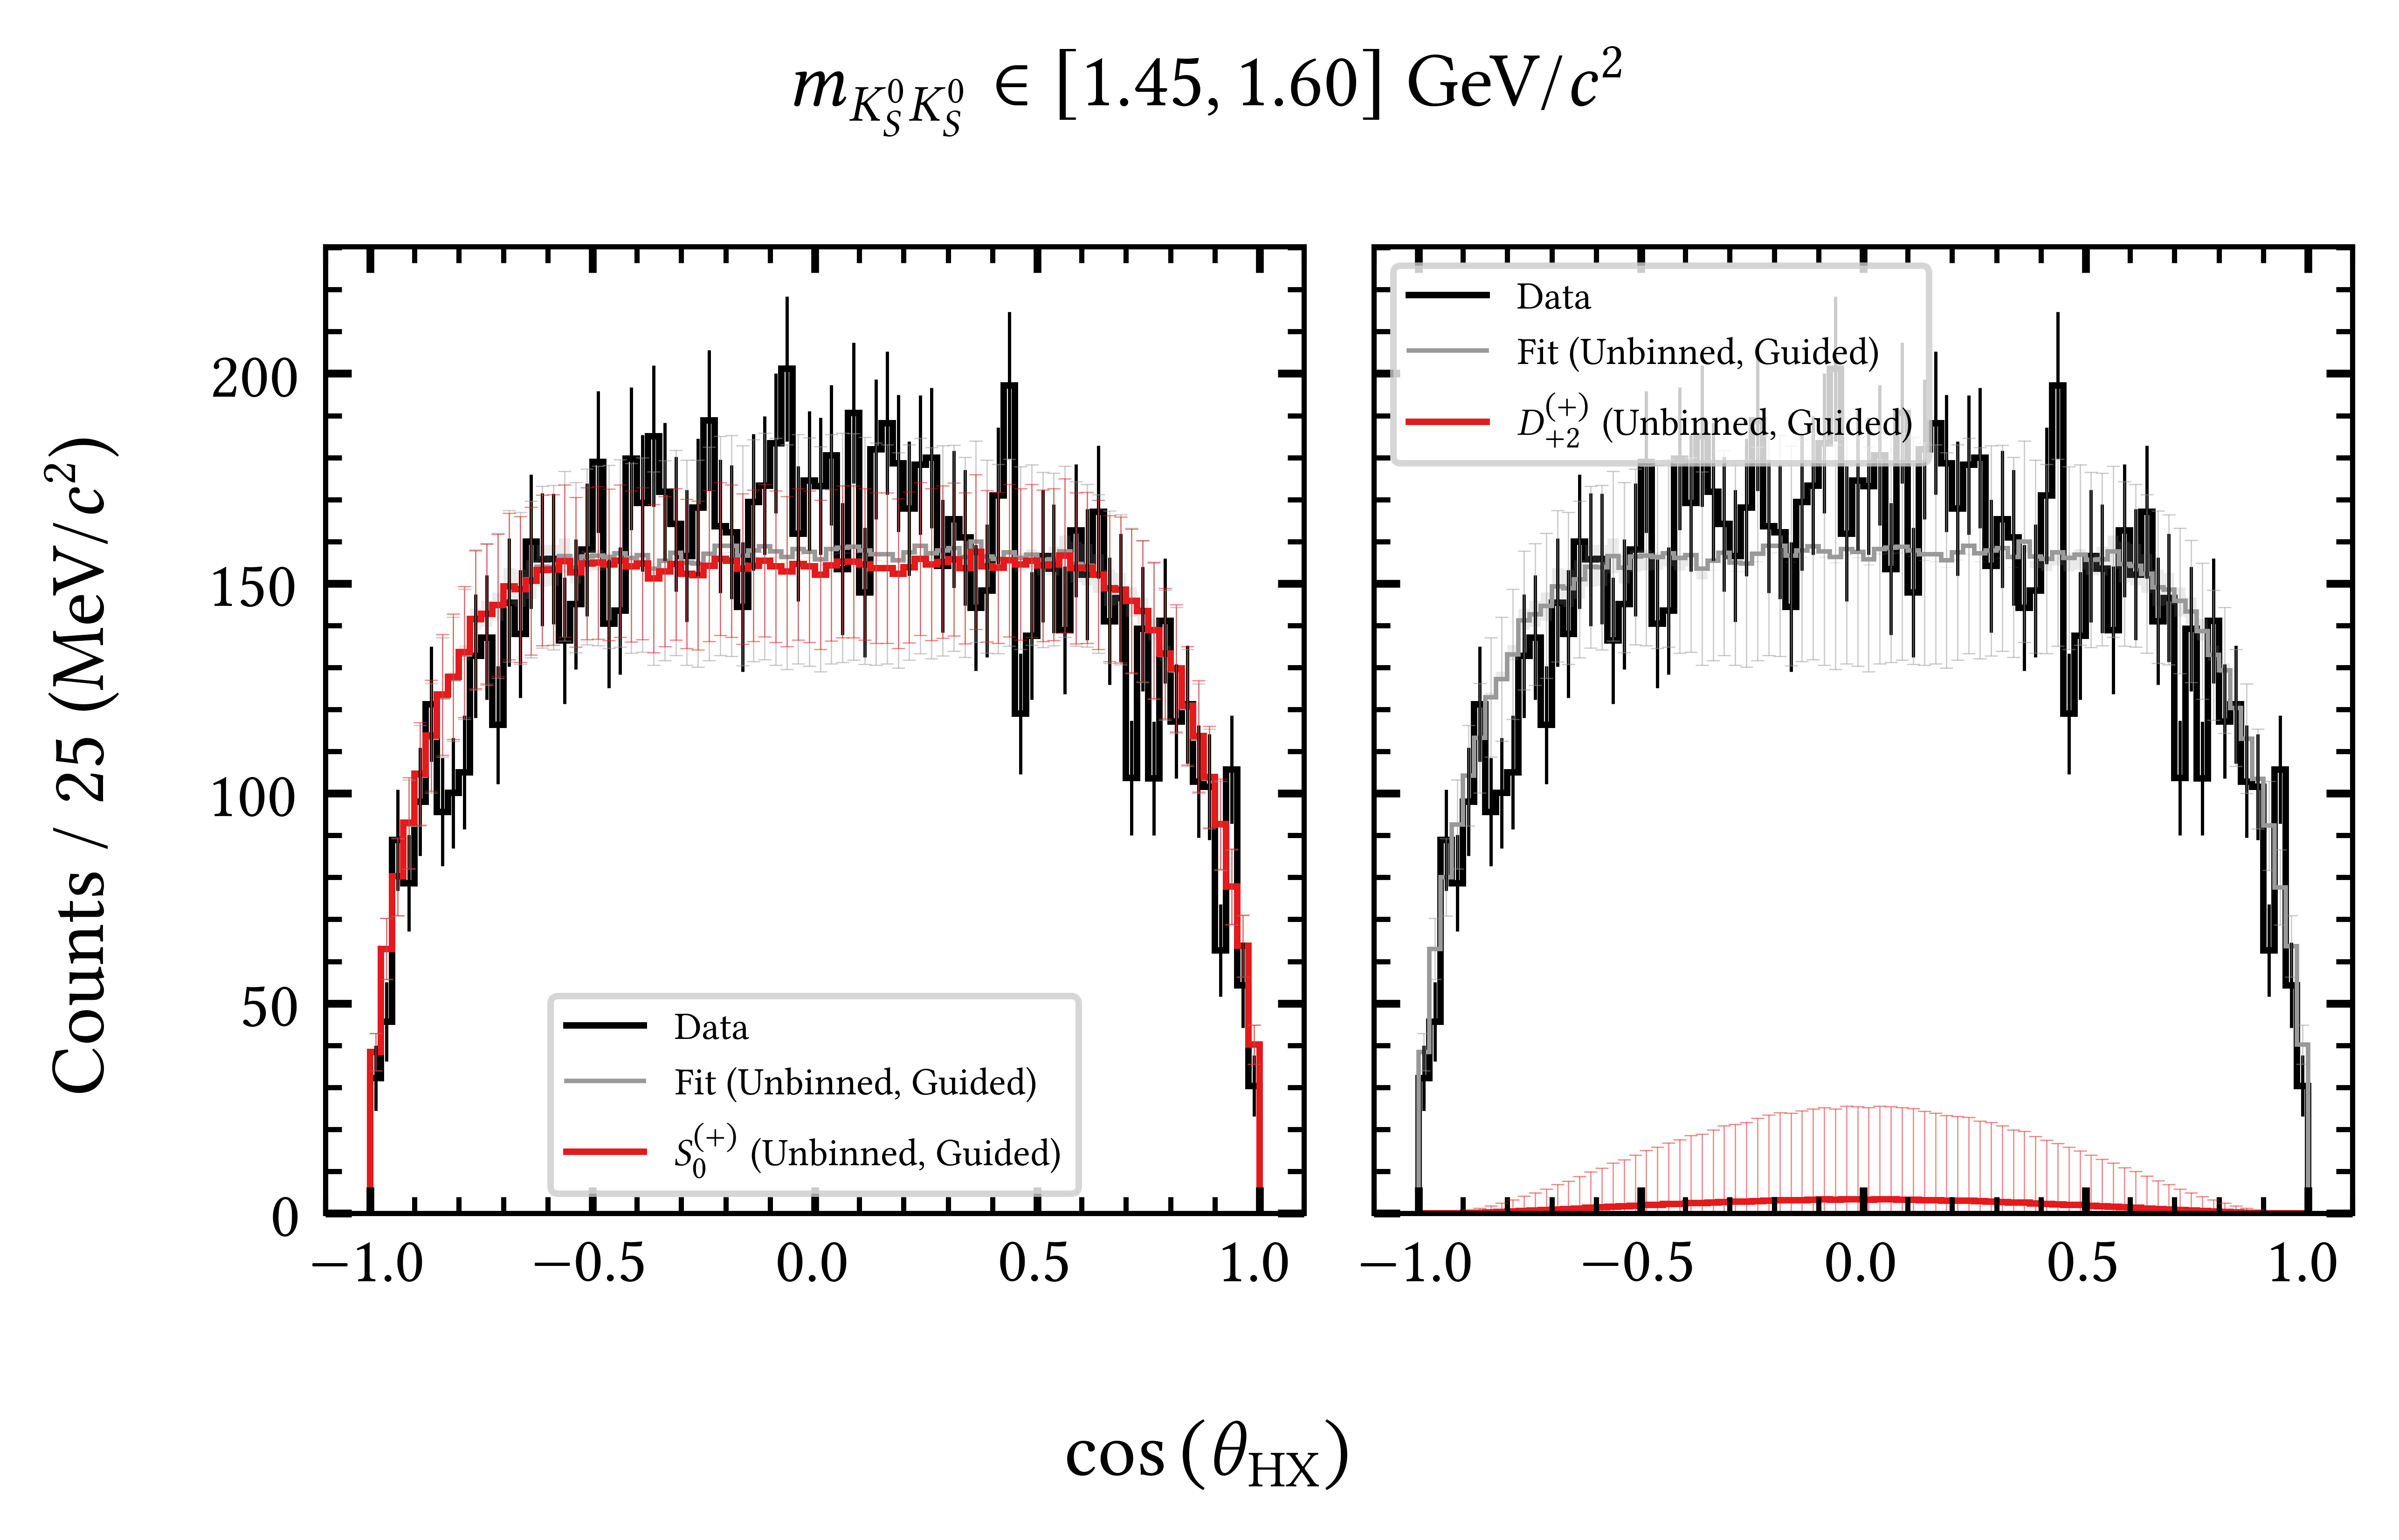 m_{K_S^0 K_S^0} ∈ [1.45, 1.60] GeV/c²
Counts / 25 (MeV/c²)
200
150
100
50
0
Data
Fit (Unbinned, Guided)
S_0^{(+)} (Unbinned, Guided)
−1.0 −0.5 0.0 0.5 1.0
Data
Fit (Unbinned, Guided)
D_{+2}^{(+)} (Unbinned, Guided)
−1.0 −0.5 0.0 0.5 1.0
cos (θ_{HX})